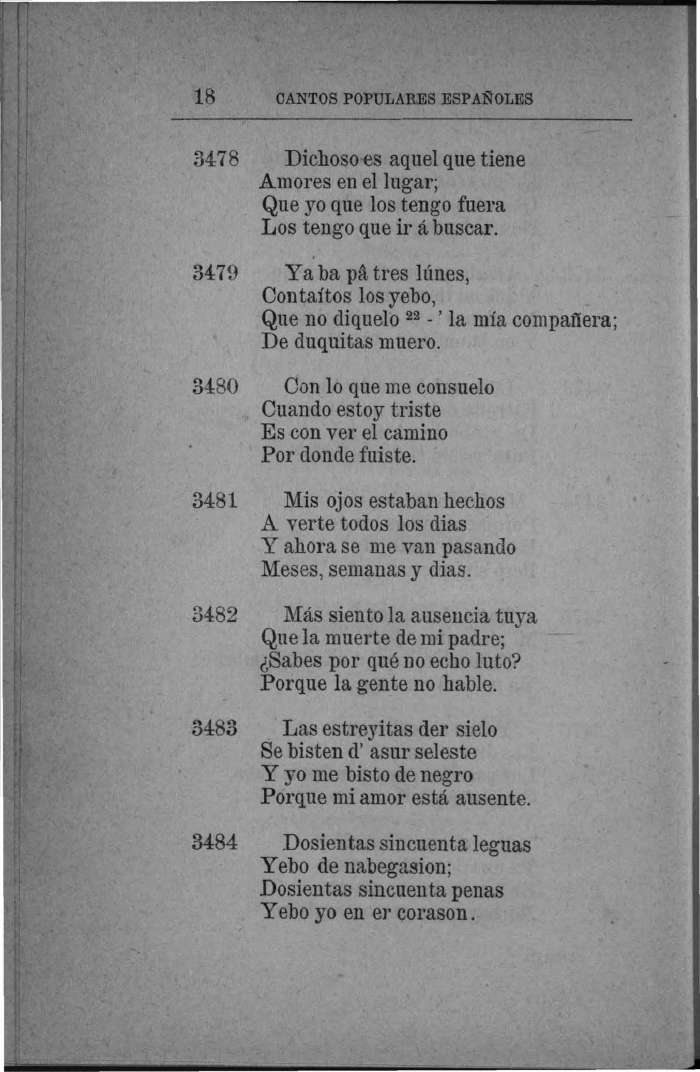 18 CANTOS POPULARES ESPAÑOLES
3478 Dichoso es aquel que tiene
Amores en el lugar;
Que yo que los tengo fuera
Los tengo que ir á buscar.
3479 Ya ba pâ tres lúnes,
Contaítos los yebo,
Que no diquelo ²² - ’ la mía compañera;
De duquitas muero.
3480 Con lo que me consuelo
Cuando estoy triste
Es con ver el camino
Por donde fuiste.
3481 Mis ojos estaban hechos
A verte todos los dias
Y ahora se me van pasando
Meses, semanas y dias.
3482 Más siento la ausencia tuya
Que la muerte de mi padre;
¿Sabes por qué no echo luto?
Porque la gente no hable.
3483 Las estreyitas der sielo
Se bisten d’ asur seleste
Y yo me bisto de negro
Porque mi amor está ausente.
3484 Dosientas sincuenta leguas
Yebo de nabegasion;
Dosientas sincuenta penas
Yebo yo en er corason.